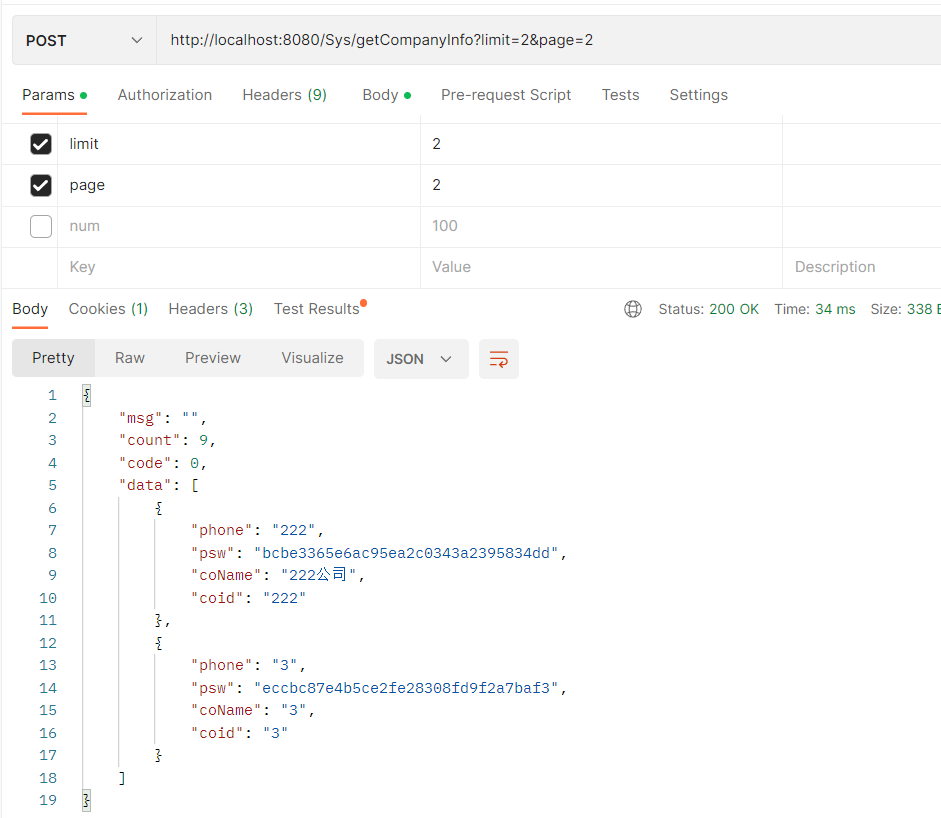 POST http://localhost:8080/Sys/getCompanyInfo?limit=2&page=2
Params Authorization Headers (9) Body Pre-request Script Tests Settings
limit 2
page 2
num 100
Key Value Description
Body Cookies (1) Headers (3) Test Results Status: 200 OK Time: 34 ms Size: 338
Pretty Raw Preview Visualize JSON
1 {
2 "msg": "",
3 "count": 9,
4 "code": 0,
5 "data": [
6 {
7 "phone": "222",
8 "psw": "bcbe3365e6ac95ea2c0343a2395834dd",
9 "coName": "222公司",
10 "coid": "222"
11 },
12 {
13 "phone": "3",
14 "psw": "eccbc87e4b5ce2fe28308fd9f2a7baf3",
15 "coName": "3",
16 "coid": "3"
17 }
18 ]
19 }